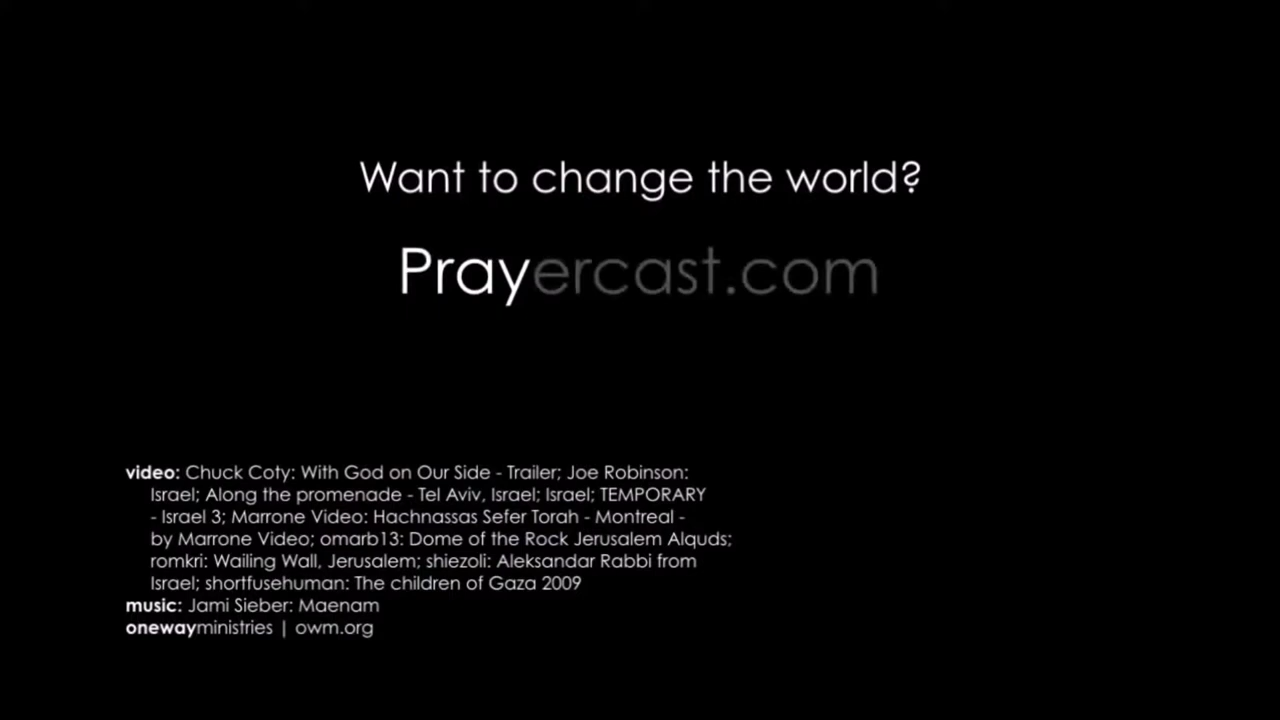 Want to change the world?
Prayercast.com
video: Chuck Coty: With God on Our Side - Trailer; Joe Robinson:
Israel; Along the promenade - Tel Aviv, Israel; Israel; TEMPORARY
- Israel 3; Marrone Video: Hachnassas Sefer Torah - Montreal -
by Marrone Video; omarb13: Dome of the Rock Jerusalem Alquds;
romkri: Wailing Wall, Jerusalem; shiezoli: Aleksandar Rabbi from
Israel; shortfusehuman: The children of Gaza 2009
music: Jami Sieber: Maenam
onewayministries | owm.org